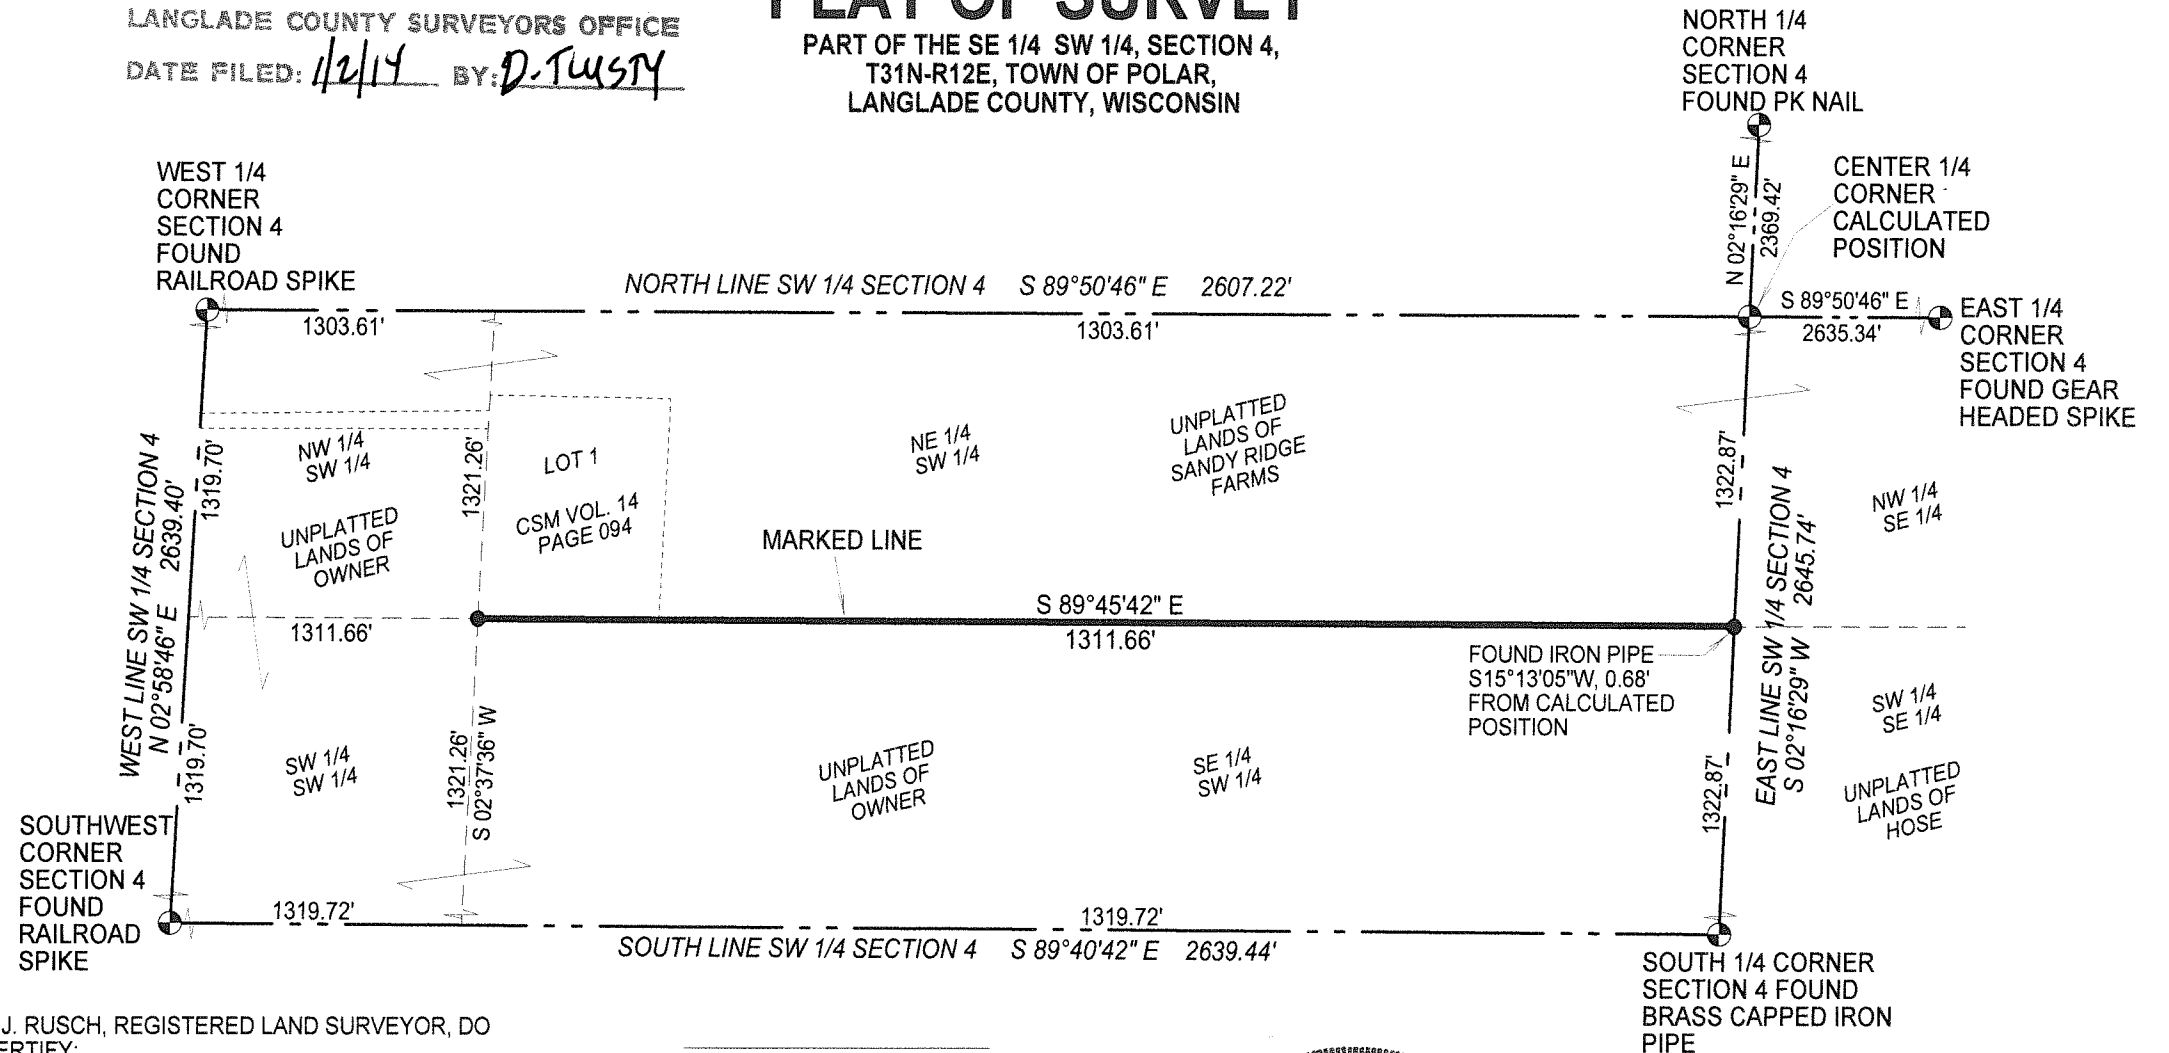 LANGLADE COUNTY SURVEYORS OFFICE
DATE FILED: 1/2/14 BY: D. TLUSTY
PLAT OF SURVEY
PART OF THE SE 1/4 SW 1/4, SECTION 4,
T31N-R12E, TOWN OF POLAR,
LANGLADE COUNTY, WISCONSIN
NORTH 1/4
CORNER
SECTION 4
FOUND PK NAIL
N 02°16'29" E
2369.42'
CENTER 1/4
CORNER
CALCULATED
POSITION
WEST 1/4
CORNER
SECTION 4
FOUND
RAILROAD SPIKE
NORTH LINE SW 1/4 SECTION 4 S 89°50'46" E 2607.22'
1303.61'
1303.61'
S 89°50'46" E
2635.34'
EAST 1/4
CORNER
SECTION 4
FOUND GEAR
HEADED SPIKE
WEST LINE SW 1/4 SECTION 4
N 02°58'46" E 2639.40'
1319.70'
NW 1/4
SW 1/4
UNPLATTED
LANDS OF
OWNER
1321.26'
LOT 1
CSM VOL. 14
PAGE 094
NE 1/4
SW 1/4
UNPLATTED
LANDS OF
SANDY RIDGE
FARMS
MARKED LINE
1322.87'
EAST LINE SW 1/4 SECTION 4
S 02°16'29" W 2645.74'
NW 1/4
SE 1/4
1311.66'
S 89°45'42" E
1311.66'
FOUND IRON PIPE
S15°13'05"W, 0.68'
FROM CALCULATED
POSITION
1319.70'
SW 1/4
SW 1/4
1321.26'
S 02°37'36" W
UNPLATTED
LANDS OF
OWNER
SE 1/4
SW 1/4
1322.87'
SW 1/4
SE 1/4
UNPLATTED
LANDS OF
HOSE
SOUTHWEST
CORNER
SECTION 4
FOUND
RAILROAD
SPIKE
1319.72'
1319.72'
SOUTH LINE SW 1/4 SECTION 4 S 89°40'42" E 2639.44'
SOUTH 1/4 CORNER
SECTION 4 FOUND
BRASS CAPPED IRON
PIPE
J. RUSCH, REGISTERED LAND SURVEYOR, DO
ERTIFY: